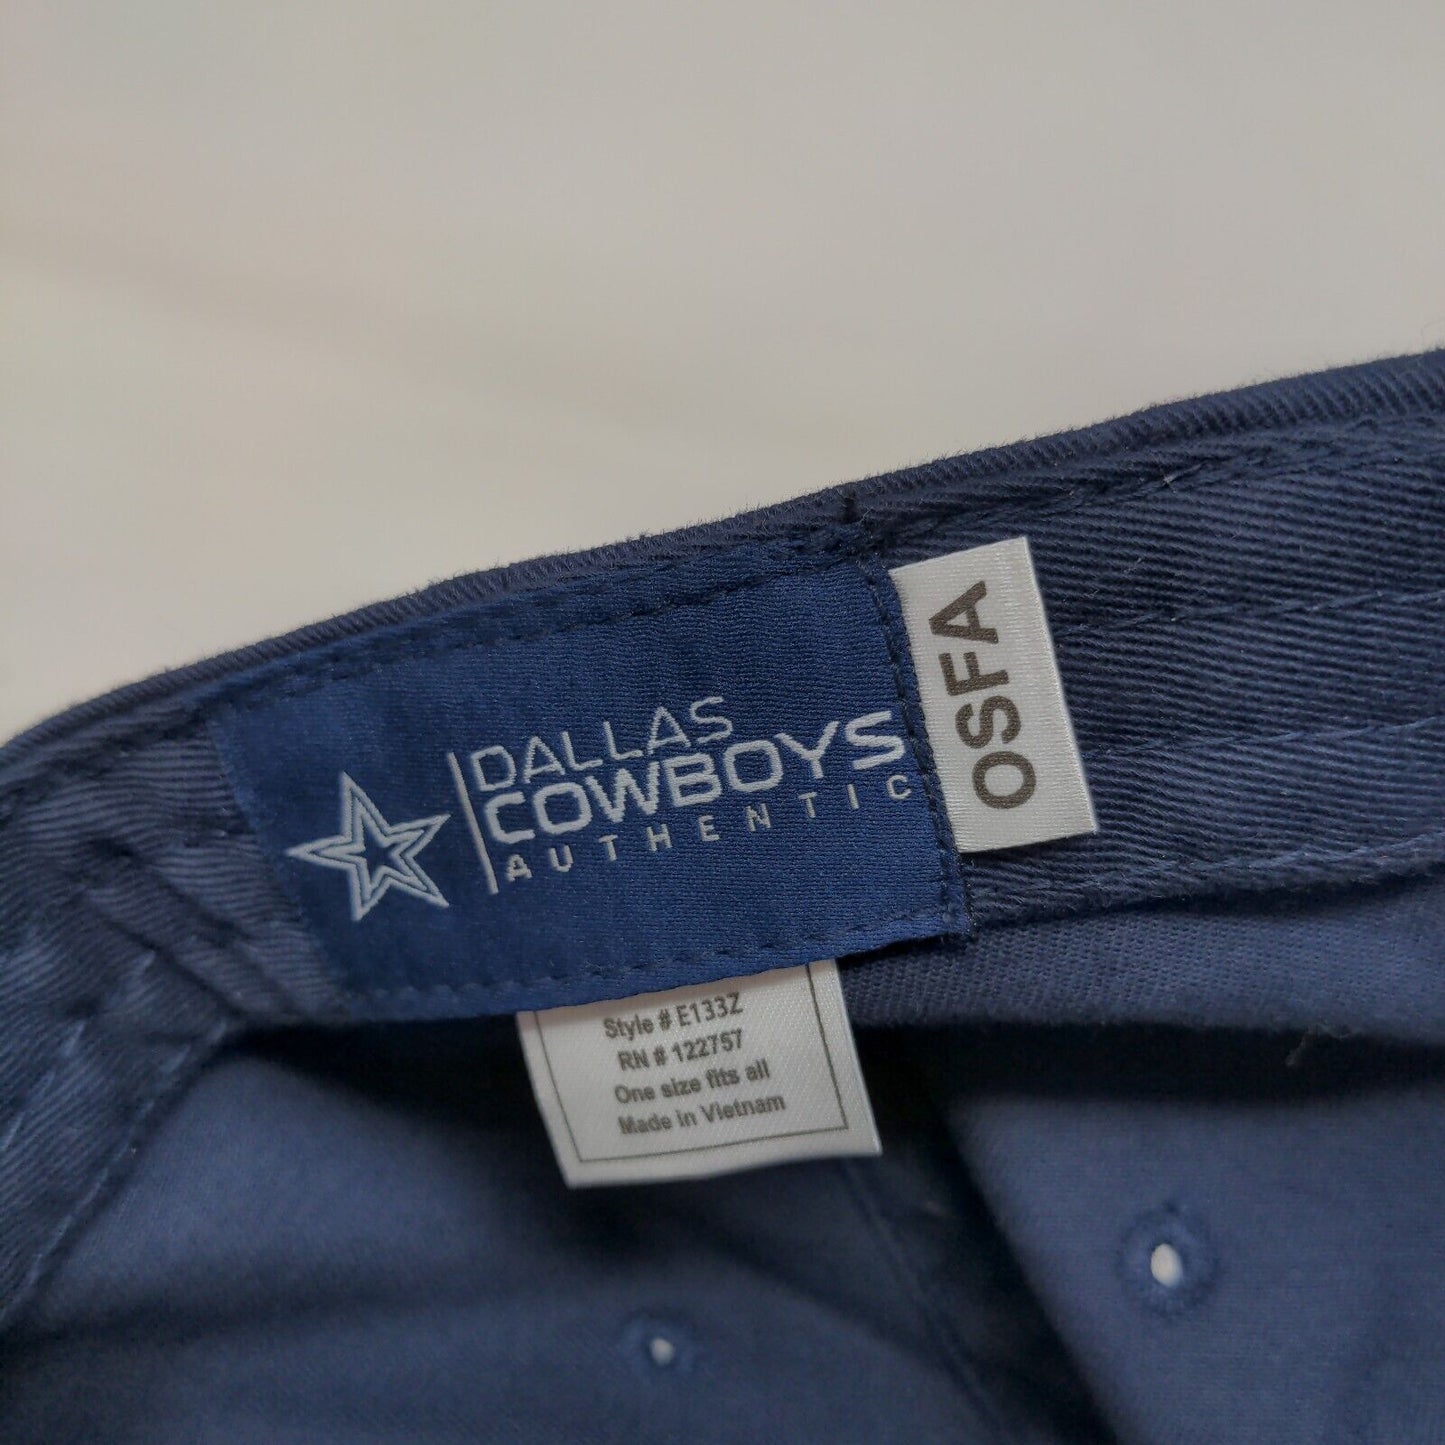 DALLAS
COWBOYS
AUTHENTIC
OSFA
Style # E133Z
RN # 122757
One size fits all
Made in Vietnam